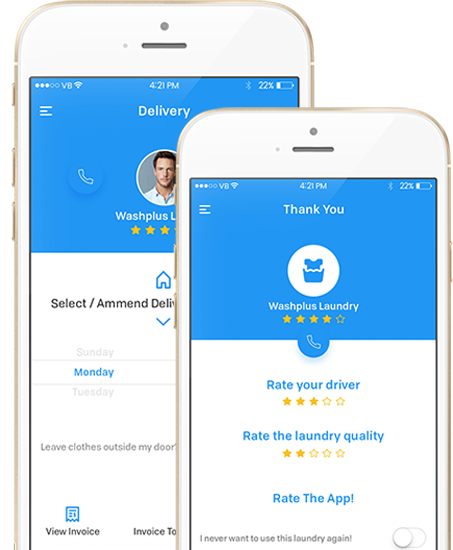 VB 4:21 PM 22%
Delivery
Washplus L
Select / Ammend Deli
Sunday
Monday
Tuesday
Leave clothes outside my door?
View Invoice Invoice To
VB 4:21 PM 22%
Thank You
Washplus Laundry
Rate your driver
Rate the laundry quality
Rate The App!
I never want to use this laundry again!